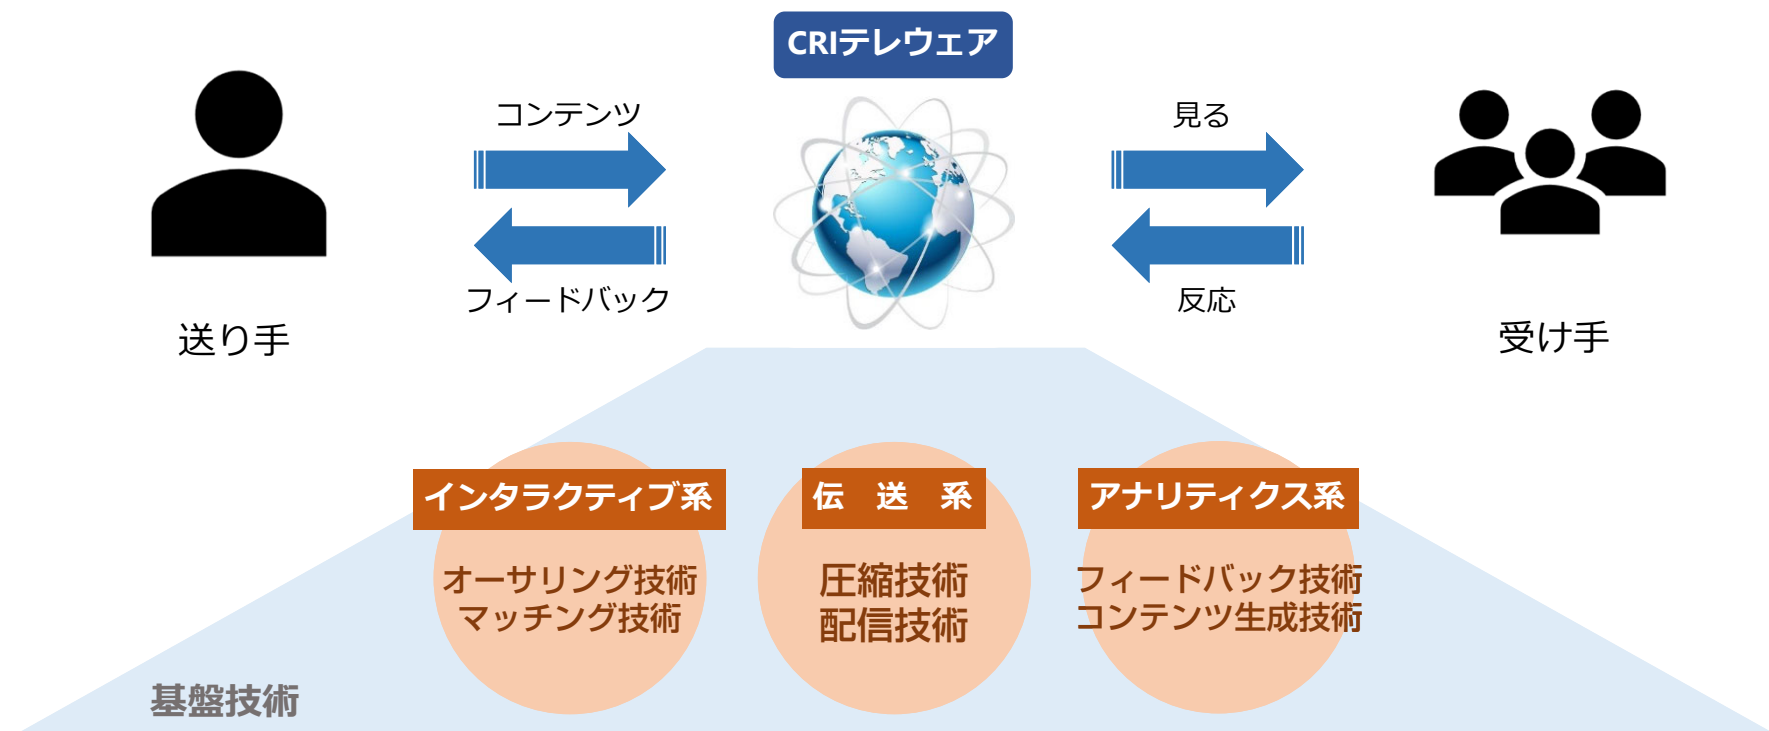 CRIテレウェア
コンテンツ
見る
フィードバック
反応
送り手
受け手
インタラクティブ系
伝　送　系
アナリティクス系
オーサリング技術
マッチング技術
圧縮技術
配信技術
フィードバック技術
コンテンツ生成技術
基盤技術